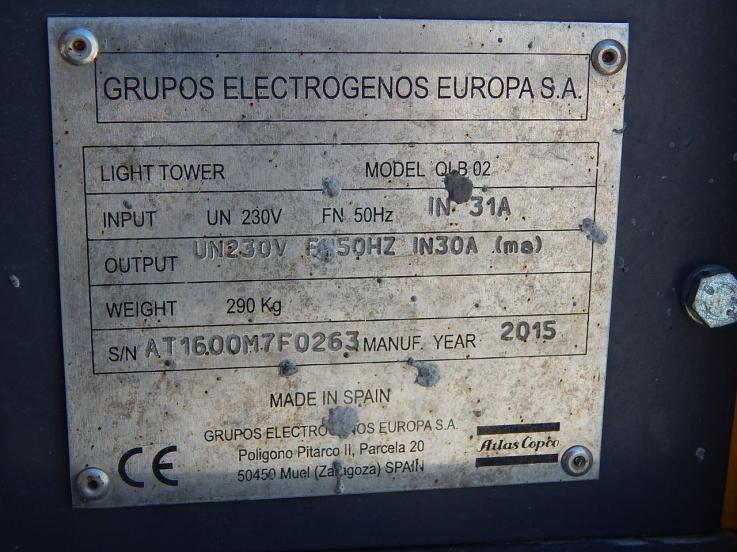 GRUPOS ELECTROGENOS EUROPA S.A.
LIGHT TOWER MODEL QLB 02
INPUT UN 230V FN 50Hz IN 31A
OUTPUT UN230V FN50HZ IN30A (ma)
WEIGHT 290 Kg
S/N AT1600M7F0263 MANUF. YEAR 2015
MADE IN SPAIN
GRUPOS ELECTROGENOS EUROPA S.A.
Poligono Pitarco II, Parcela 20
50450 Muel (Zaragoza) SPAIN
CE
Atlas Copco